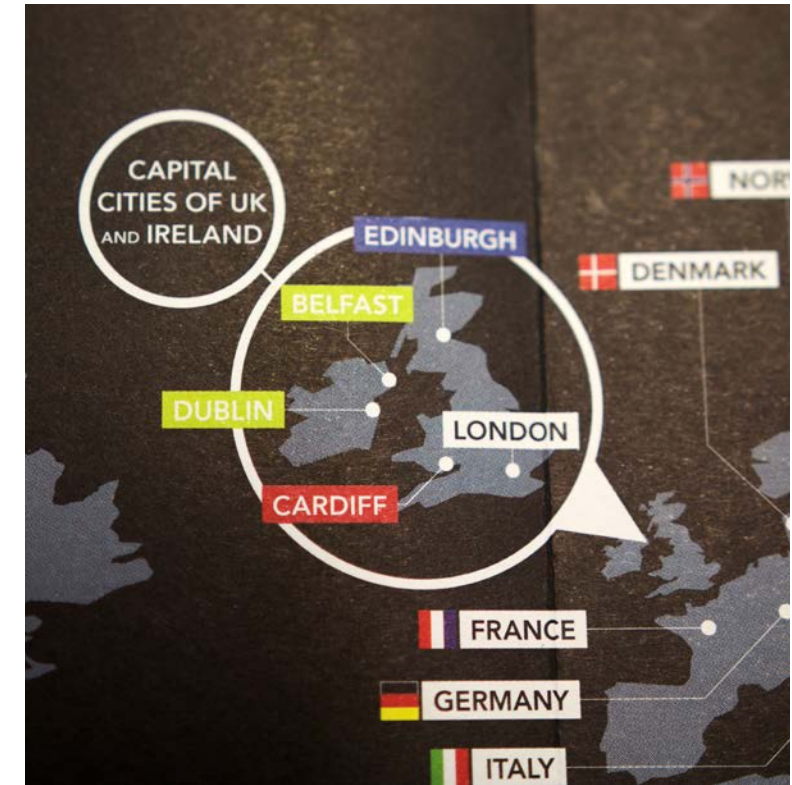 CAPITAL
CITIES OF UK
AND IRELAND
EDINBURGH
BELFAST
DUBLIN
LONDON
CARDIFF
DENMARK
FRANCE
GERMANY
ITALY